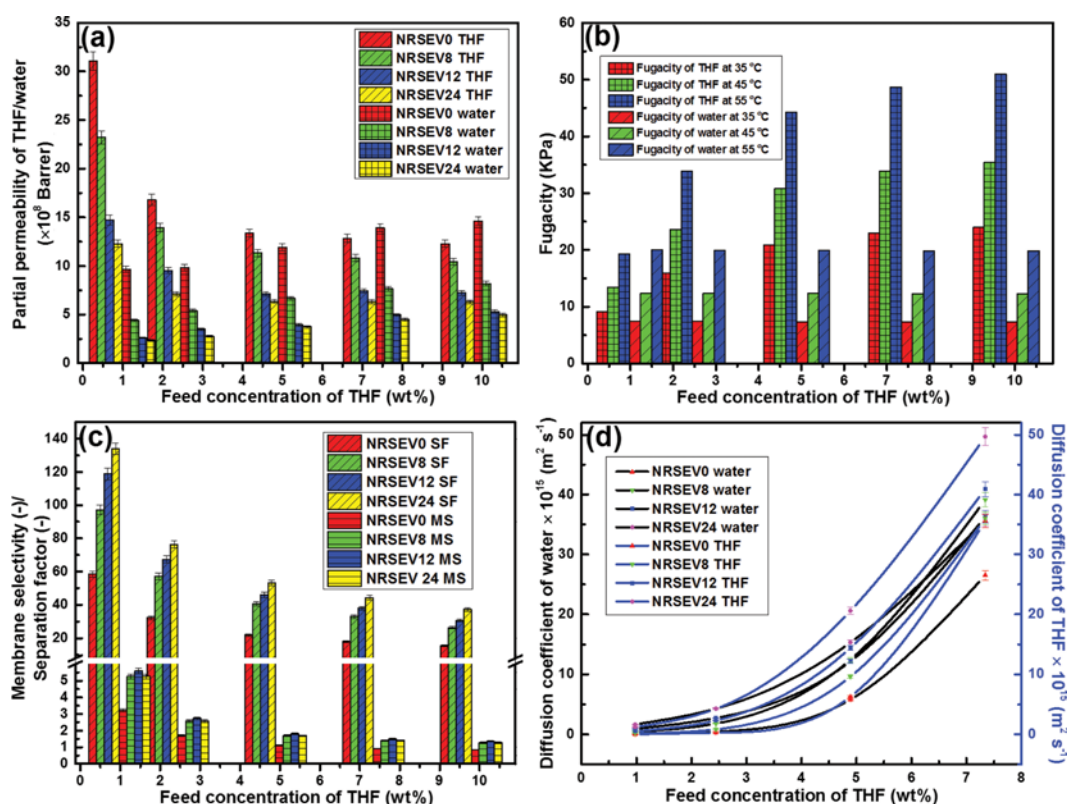 (a)
35
30
25
20
15
10
5
0
Partial permeability of THF/water
(×10⁸ Barrer)
NRSEV0 THF
NRSEV8 THF
NRSEV12 THF
NRSEV24 THF
NRSEV0 water
NRSEV8 water
NRSEV12 water
NRSEV24 water
0 1 2 3 4 5 6 7 8 9 10
Feed concentration of THF (wt%)
(b)
60
50
40
30
20
10
0
Fugacity (KPa)
Fugacity of THF at 35 °C
Fugacity of THF at 45 °C
Fugacity of THF at 55 °C
Fugacity of water at 35 °C
Fugacity of water at 45 °C
Fugacity of water at 55 °C
0 1 2 3 4 5 6 7 8 9 10
Feed concentration of THF (wt%)
(c)
140
120
100
80
60
40
20
5
4
3
2
1
0
Membrane selectivity (-)/
Separation factor (-)
NRSEV0 SF
NRSEV8 SF
NRSEV12 SF
NRSEV24 SF
NRSEV0 MS
NRSEV8 MS
NRSEV12 MS
NRSEV 24 MS
0 1 2 3 4 5 6 7 8 9 10
Feed concentration of THF (wt%)
(d)
50
40
30
20
10
0
Diffusion coefficient of water × 10¹⁵ (m² s⁻¹)
NRSEV0 water
NRSEV8 water
NRSEV12 water
NRSEV24 water
NRSEV0 THF
NRSEV8 THF
NRSEV12 THF
NRSEV24 THF
50
40
30
20
10
0
Diffusion coefficient of THF × 10¹⁵ (m² s⁻¹)
0 1 2 3 4 5 6 7 8
Feed concentration of THF (wt%)